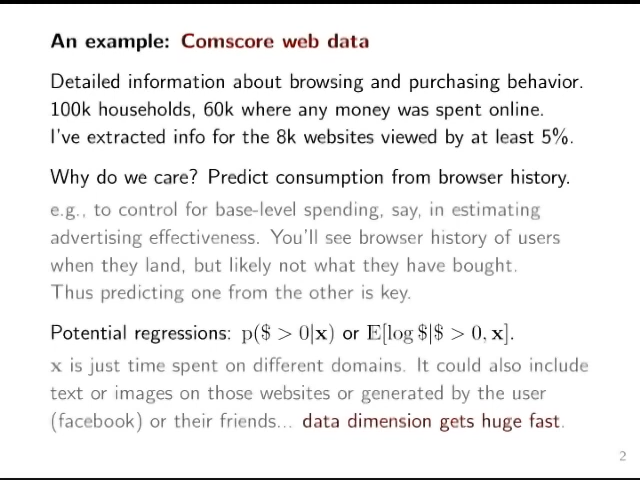 An example: Comscore web data
Detailed information about browsing and purchasing behavior.
100k households, 60k where any money was spent online.
I've extracted info for the 8k websites viewed by at least 5%.
Why do we care? Predict consumption from browser history.
e.g., to control for base-level spending, say, in estimating
advertising effectiveness. You'll see browser history of users
when they land, but likely not what they have bought.
Thus predicting one from the other is key.
Potential regressions: p($ > 0|x) or E[log $|$ > 0, x].
x is just time spent on different domains. It could also include
text or images on those websites or generated by the user
(facebook) or their friends... data dimension gets huge fast.
2